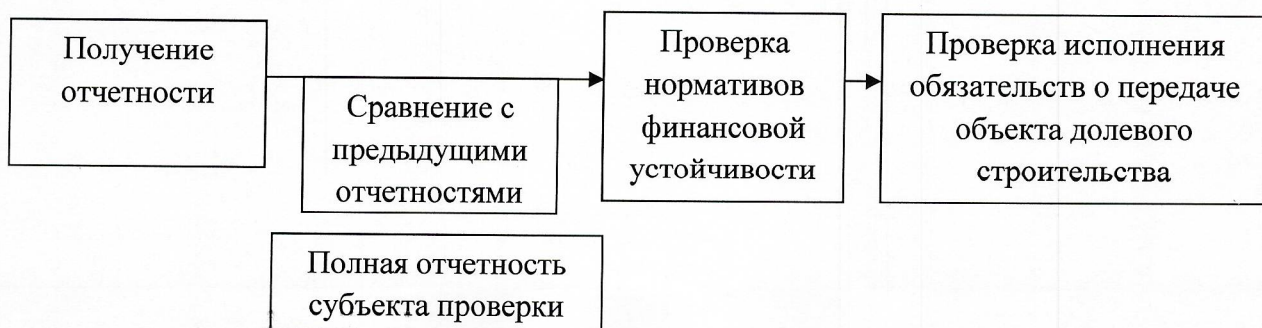 Получение
отчетности
Сравнение с
предыдущими
отчетностями
Проверка
нормативов
финансовой
устойчивости
Проверка исполнения
обязательств о передаче
объекта долевого
строительства
Полная отчетность
субъекта проверки